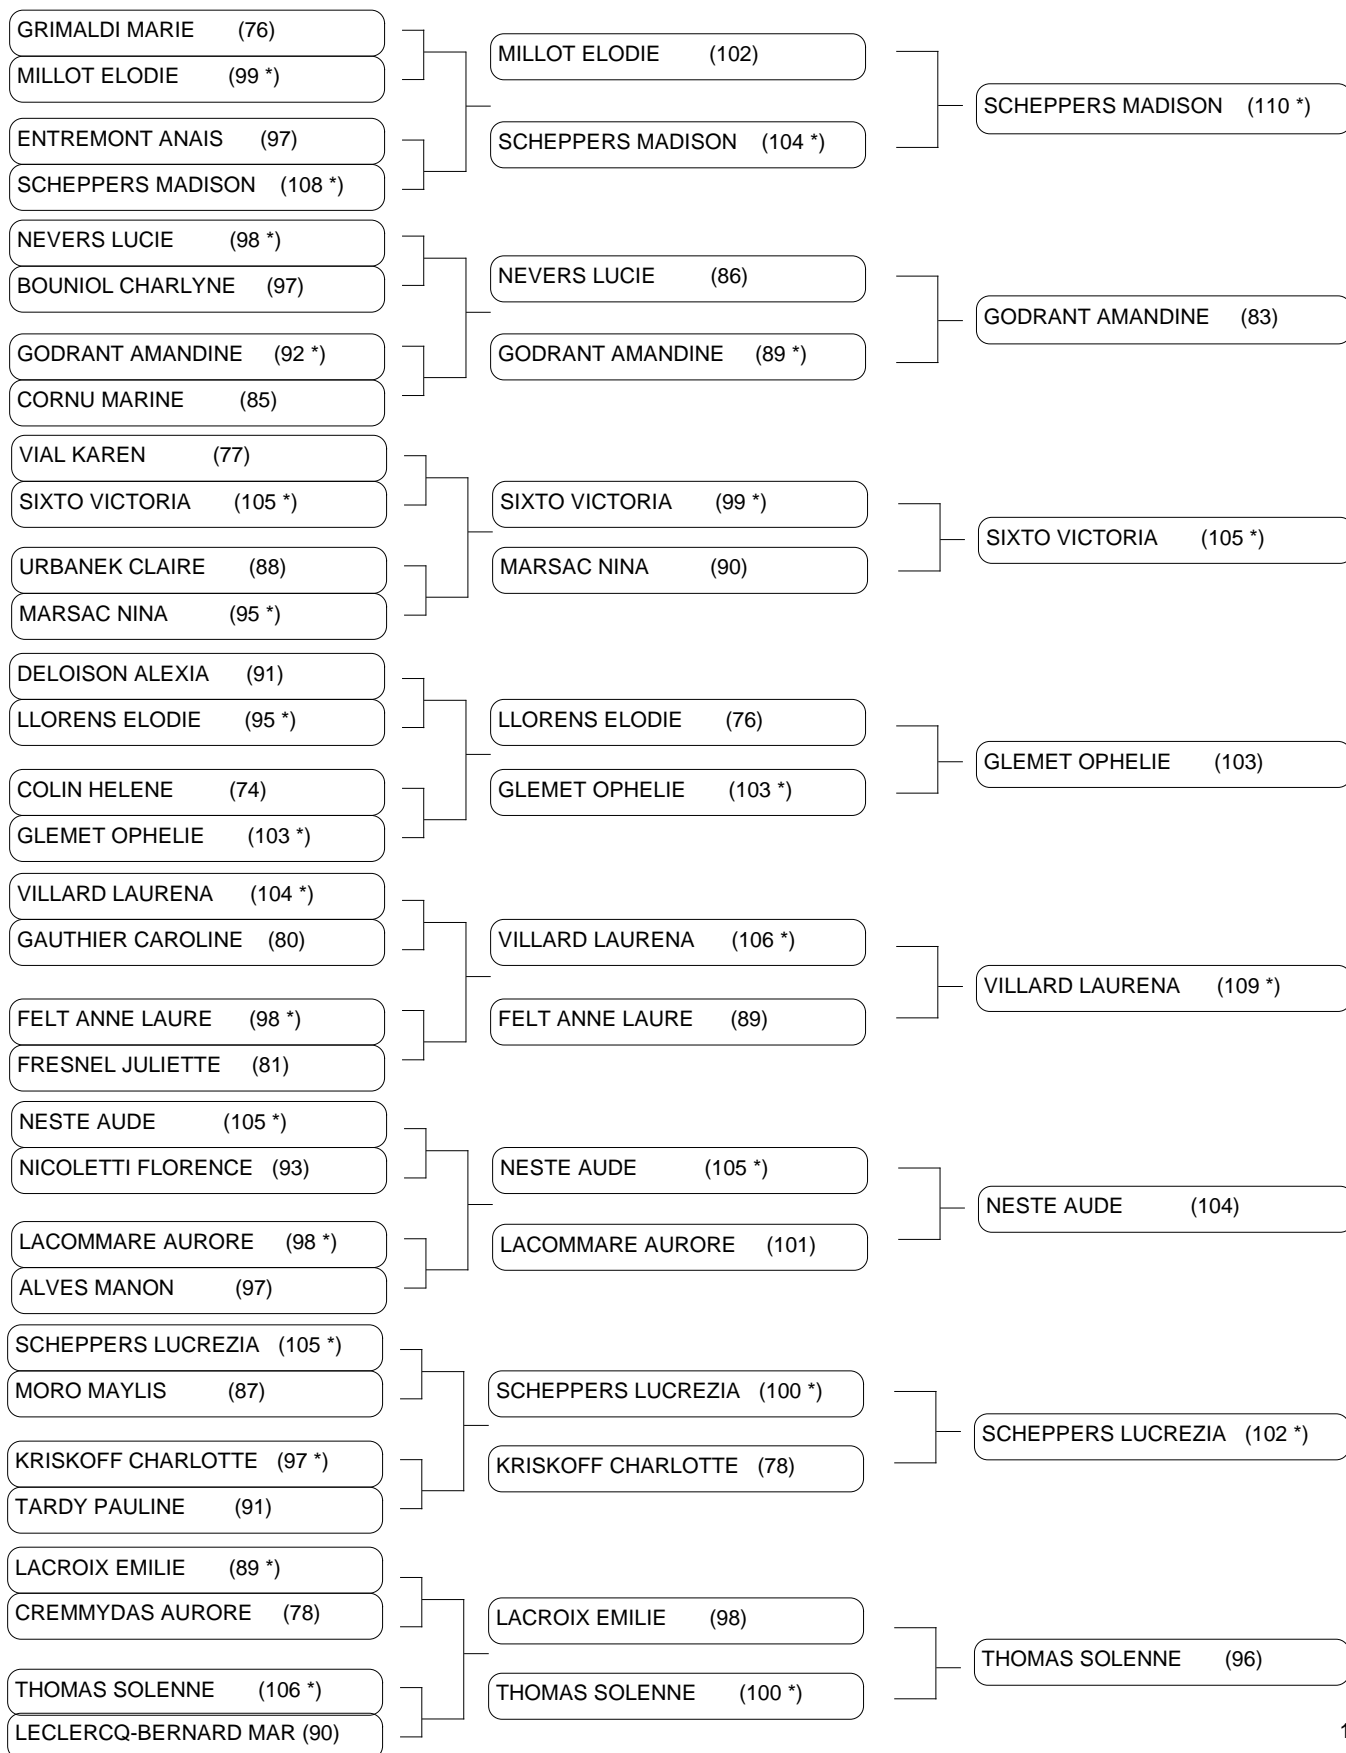 GRIMALDI MARIE (76)
MILLOT ELODIE (99 *)
ENTREMONT ANAIS (97)
SCHEPPERS MADISON (108 *)
NEVERS LUCIE (98 *)
BOUNIOL CHARLYNE (97)
GODRANT AMANDINE (92 *)
CORNU MARINE (85)
VIAL KAREN (77)
SIXTO VICTORIA (105 *)
URBANEK CLAIRE (88)
MARSAC NINA (95 *)
DELOISON ALEXIA (91)
LLORENS ELODIE (95 *)
COLIN HELENE (74)
GLEMET OPHELIE (103 *)
VILLARD LAURENA (104 *)
GAUTHIER CAROLINE (80)
FELT ANNE LAURE (98 *)
FRESNEL JULIETTE (81)
NESTE AUDE (105 *)
NICOLETTI FLORENCE (93)
LACOMMARE AURORE (98 *)
ALVES MANON (97)
SCHEPPERS LUCREZIA (105 *)
MORO MAYLIS (87)
KRISKOFF CHARLOTTE (97 *)
TARDY PAULINE (91)
LACROIX EMILIE (89 *)
CREMMYDAS AURORE (78)
THOMAS SOLENNE (106 *)
LECLERCQ-BERNARD MAR (90)
MILLOT ELODIE (102)
SCHEPPERS MADISON (104 *)
NEVERS LUCIE (86)
GODRANT AMANDINE (89 *)
SIXTO VICTORIA (99 *)
MARSAC NINA (90)
LLORENS ELODIE (76)
GLEMET OPHELIE (103 *)
VILLARD LAURENA (106 *)
FELT ANNE LAURE (89)
NESTE AUDE (105 *)
LACOMMARE AURORE (101)
SCHEPPERS LUCREZIA (100 *)
KRISKOFF CHARLOTTE (78)
LACROIX EMILIE (98)
THOMAS SOLENNE (100 *)
SCHEPPERS MADISON (110 *)
GODRANT AMANDINE (83)
SIXTO VICTORIA (105 *)
GLEMET OPHELIE (103)
VILLARD LAURENA (109 *)
NESTE AUDE (104)
SCHEPPERS LUCREZIA (102 *)
THOMAS SOLENNE (96)
1